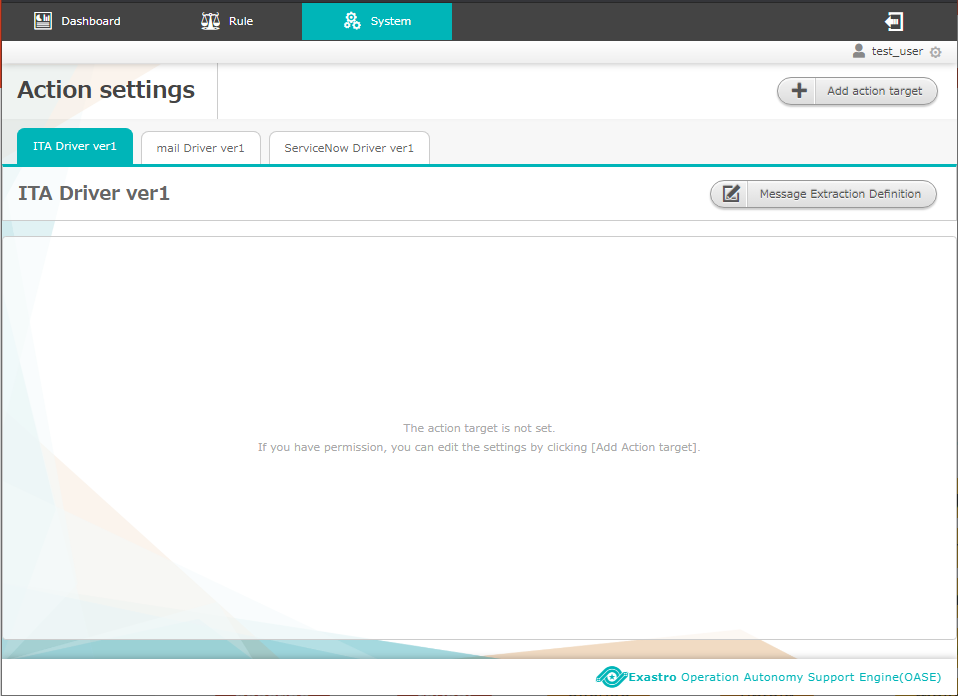 Dashboard Rule System
test_user
Action settings
Add action target
ITA Driver ver1 mail Driver ver1 ServiceNow Driver ver1
ITA Driver ver1
Message Extraction Definition
The action target is not set.
If you have permission, you can edit the settings by clicking [Add Action target].
Exastro Operation Autonomy Support Engine(OASE)